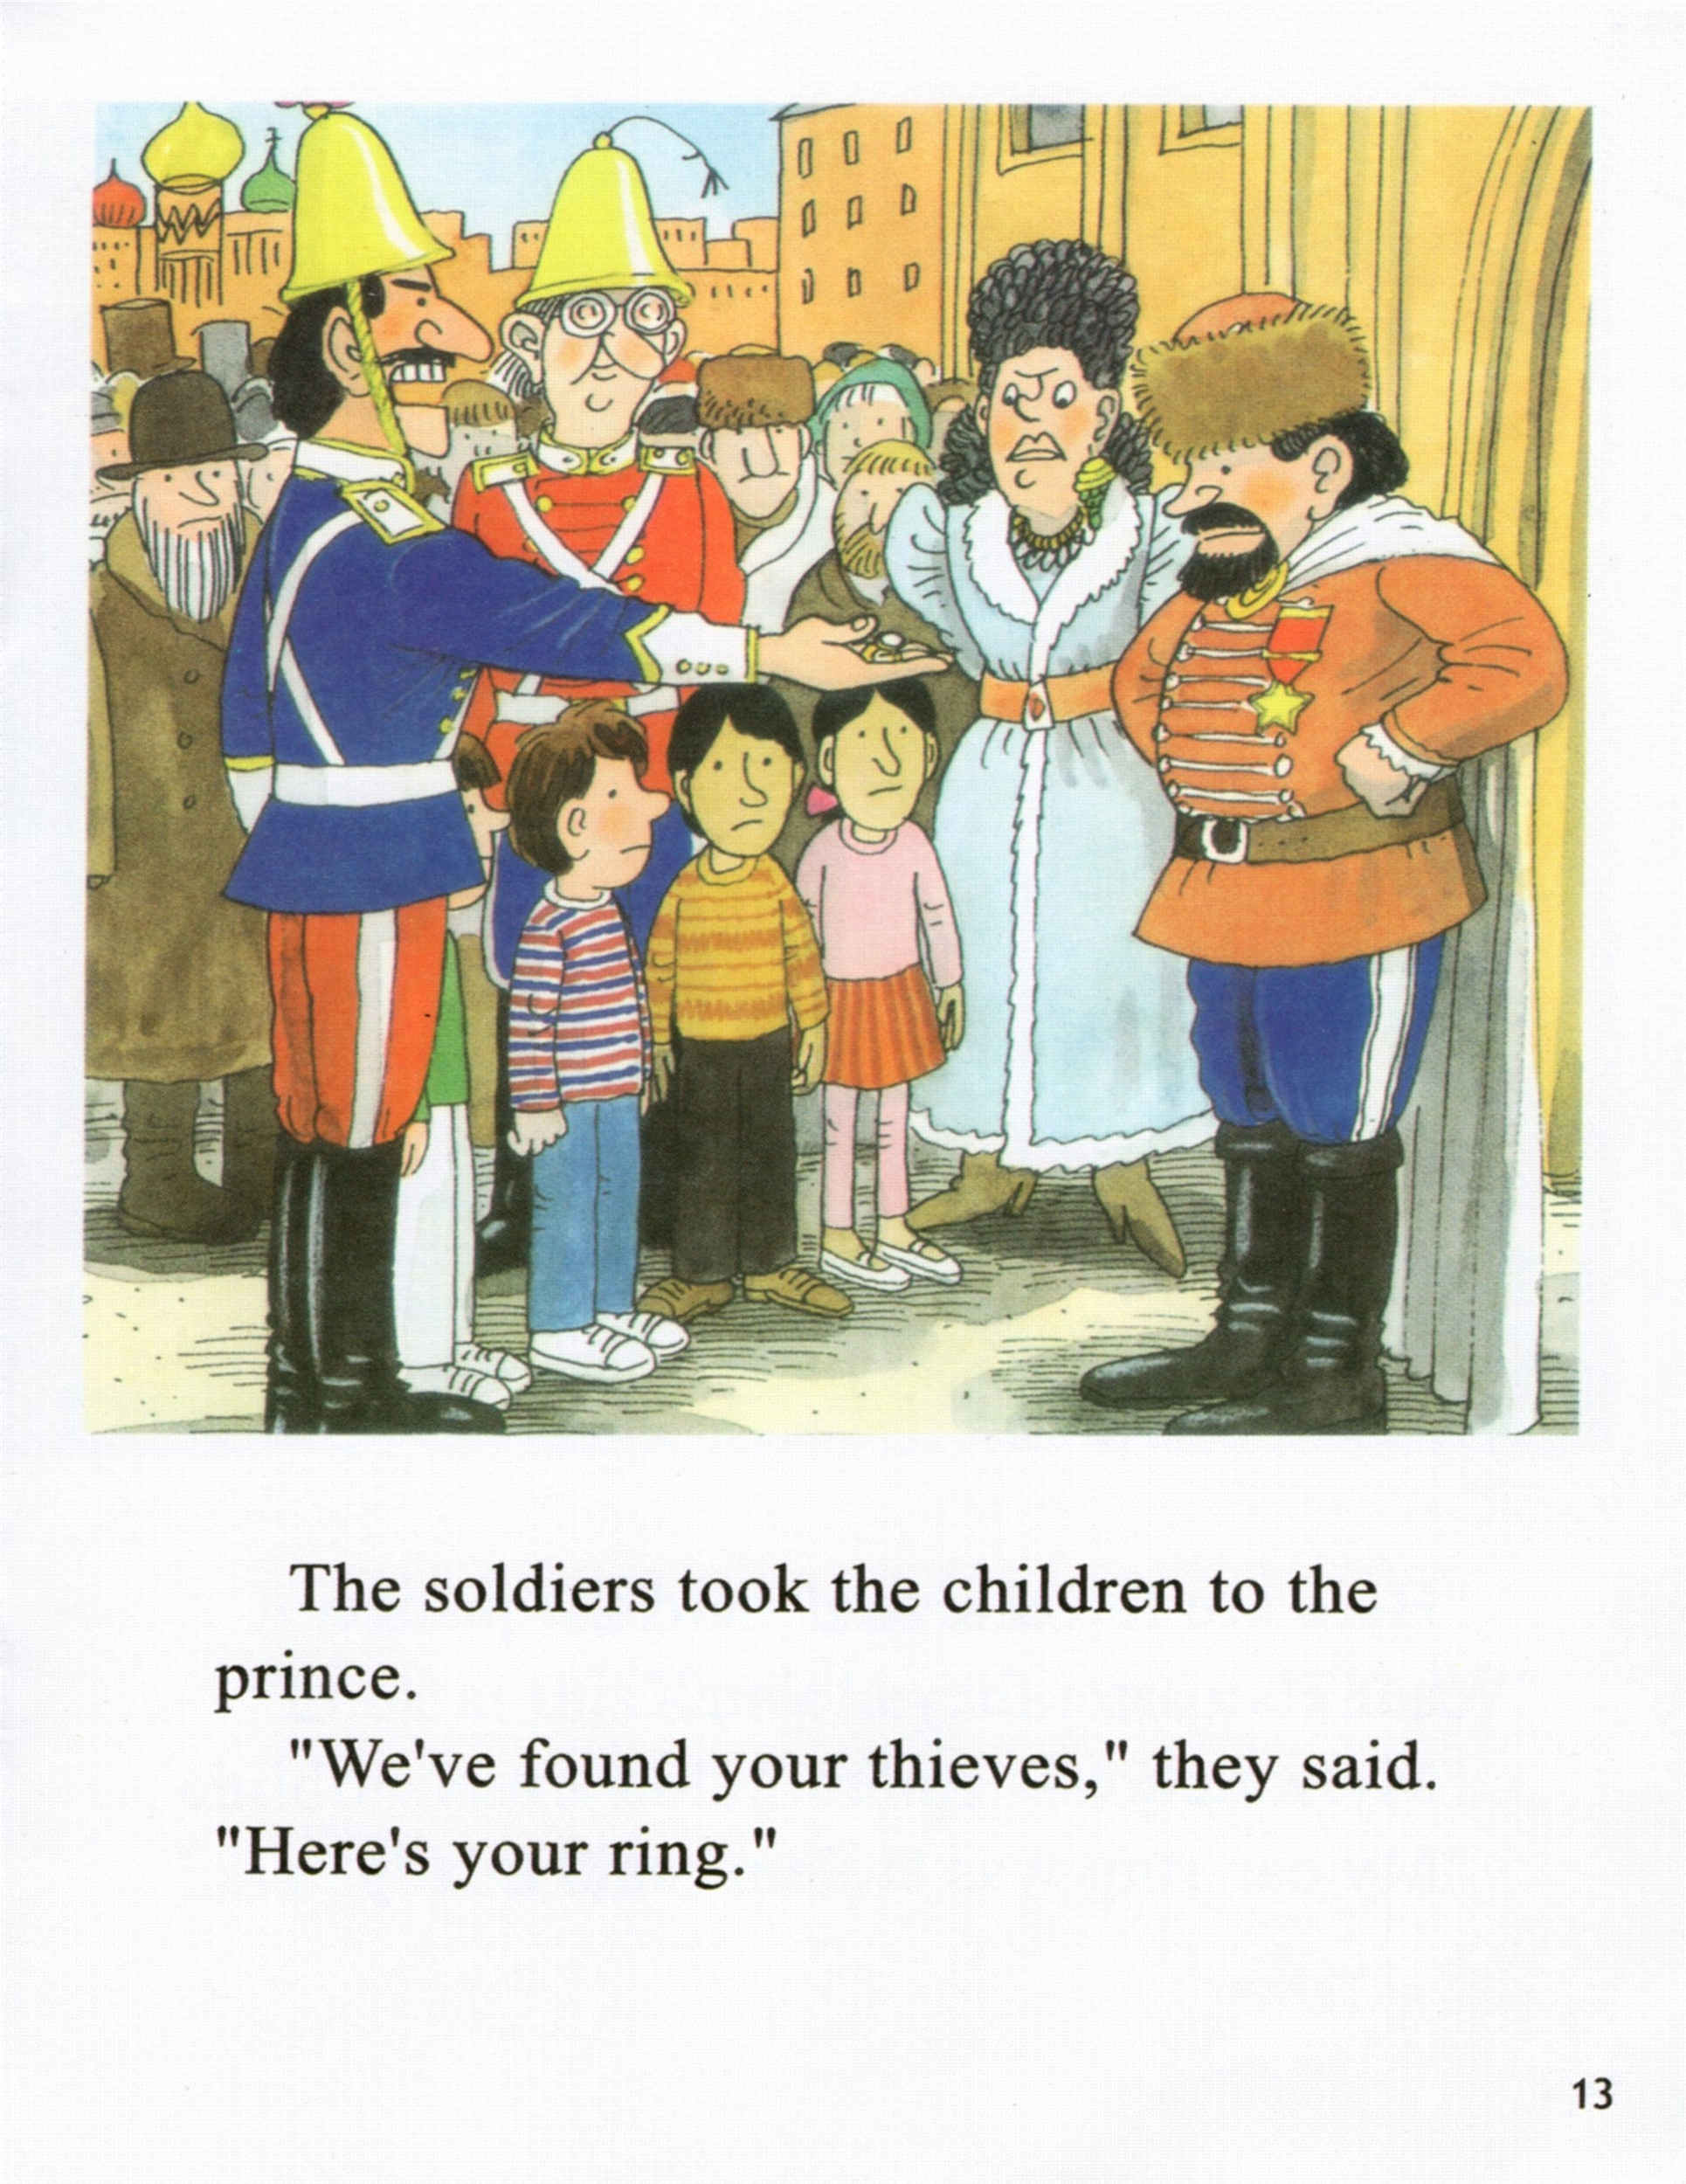 The soldiers took the children to the
prince.
"We've found your thieves," they said.
"Here's your ring."
13